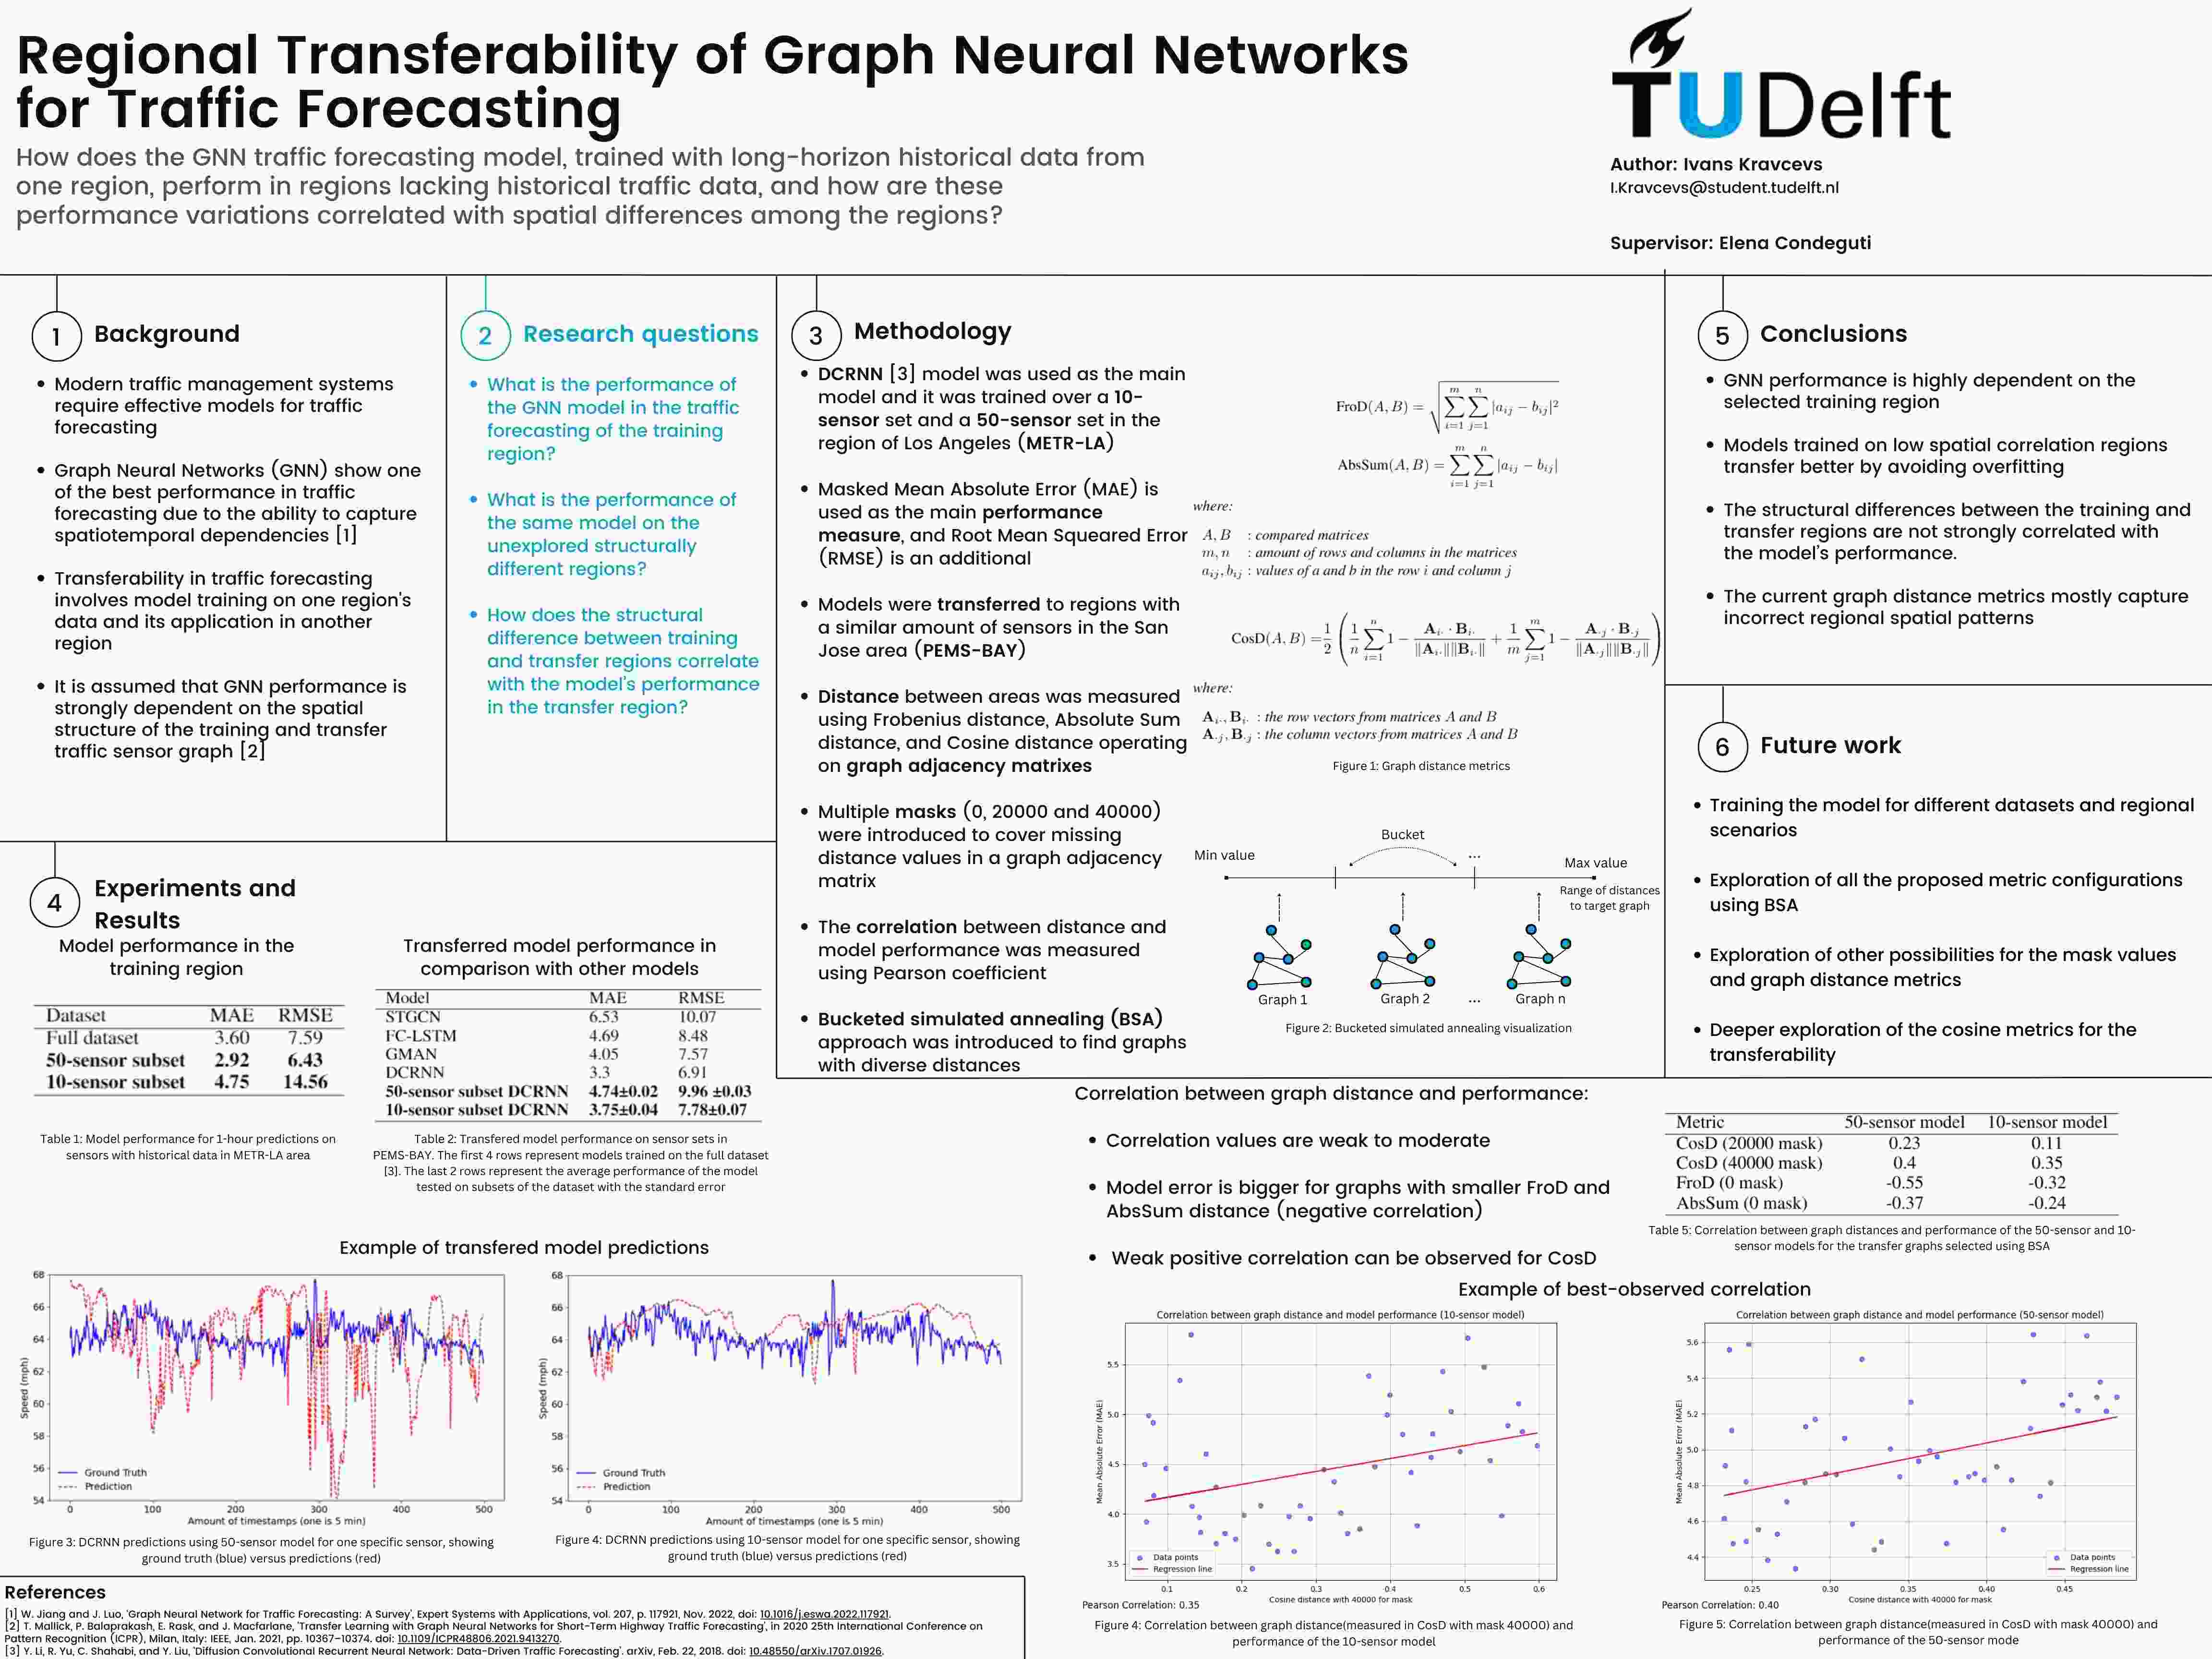 Regional Transferability of Graph Neural Networks
for Traffic Forecasting
How does the GNN traffic forecasting model, trained with long-horizon historical data from
one region, perform in regions lacking historical traffic data, and how are these
performance variations correlated with spatial differences among the regions?
TUDelft
Author: Ivans Kravcevs
I.Kravcevs@student.tudelft.nl
Supervisor: Elena Condeguti
1 Background
• Modern traffic management systems
require effective models for traffic
forecasting
• Graph Neural Networks (GNN) show one
of the best performance in traffic
forecasting due to the ability to capture
spatiotemporal dependencies [1]
• Transferability in traffic forecasting
involves model training on one region's
data and its application in another
region
• It is assumed that GNN performance is
strongly dependent on the spatial
structure of the training and transfer
traffic sensor graph [2]
2 Research questions
• What is the performance of
the GNN model in the traffic
forecasting of the training
region?
• What is the performance of
the same model on the
unexplored structurally
different regions?
• How does the structural
difference between training
and transfer regions correlate
with the model's performance
in the transfer region?
3 Methodology
• DCRNN [3] model was used as the main
model and it was trained over a 10-
sensor set and a 50-sensor set in the
region of Los Angeles (METR-LA)
• Masked Mean Absolute Error (MAE) is
used as the main performance
measure, and Root Mean Squeared Error
(RMSE) is an additional
• Models were transferred to regions with
a similar amount of sensors in the San
Jose area (PEMS-BAY)
• Distance between areas was measured
using Frobenius distance, Absolute Sum
distance, and Cosine distance operating
on graph adjacency matrixes
• Multiple masks (0, 20000 and 40000)
were introduced to cover missing
distance values in a graph adjacency
matrix
• The correlation between distance and
model performance was measured
using Pearson coefficient
• Bucketed simulated annealing (BSA)
approach was introduced to find graphs
with diverse distances
FroD(A, B) = √(∑_{i=1}^{m} ∑_{j=1}^{n} |a_{ij} − b_{ij}|²)
AbsSum(A, B) = ∑_{i=1}^{m} ∑_{j=1}^{n} |a_{ij} − b_{ij}|
where:
A, B : compared matrices
m, n : amount of rows and columns in the matrices
a_{ij}, b_{ij} : values of a and b in the row i and column j
CosD(A, B) = 1/2 (1/n ∑_{i=1}^{n} 1 − A_{i·} · B_{i·} / ‖A_{i·}‖‖B_{i·}‖ + 1/m ∑_{j=1}^{m} 1 − A_{·j} · B_{·j} / ‖A_{·j}‖‖B_{·j}‖)
where:
A_{i·}, B_{i·} : the row vectors from matrices A and B
A_{·j}, B_{·j} : the column vectors from matrices A and B
Figure 1: Graph distance metrics
Bucket
Min value
...
Max value
Range of distances
to target graph
Graph 1 Graph 2 ... Graph n
Figure 2: Bucketed simulated annealing visualization
5 Conclusions
• GNN performance is highly dependent on the
selected training region
• Models trained on low spatial correlation regions
transfer better by avoiding overfitting
• The structural differences between the training and
transfer regions are not strongly correlated with
the model's performance.
• The current graph distance metrics mostly capture
incorrect regional spatial patterns
6 Future work
• Training the model for different datasets and regional
scenarios
• Exploration of all the proposed metric configurations
using BSA
• Exploration of other possibilities for the mask values
and graph distance metrics
• Deeper exploration of the cosine metrics for the
transferability
4 Experiments and
Results
Model performance in the
training region
Dataset MAE RMSE
Full dataset 3.60 7.59
50-sensor subset 2.92 6.43
10-sensor subset 4.75 14.56
Table 1: Model performance for 1-hour predictions on
sensors with historical data in METR-LA area
Transferred model performance in
comparison with other models
Model MAE RMSE
STGCN 6.53 10.07
FC-LSTM 4.69 8.48
GMAN 4.05 7.57
DCRNN 3.3 6.91
50-sensor subset DCRNN 4.74±0.02 9.96 ±0.03
10-sensor subset DCRNN 3.75±0.04 7.78±0.07
Table 2: Transfered model performance on sensor sets in
PEMS-BAY. The first 4 rows represent models trained on the full dataset
[3]. The last 2 rows represent the average performance of the model
tested on subsets of the dataset with the standard error
Example of transfered model predictions
68
66
64
62
60
58
56
54
Speed (mph)
Ground Truth
Prediction
0 100 200 300 400 500
Amount of timestamps (one is 5 min)
Figure 3: DCRNN predictions using 50-sensor model for one specific sensor, showing
ground truth (blue) versus predictions (red)
68
66
64
62
60
58
56
54
Speed (mph)
Ground Truth
Prediction
0 100 200 300 400 500
Amount of timestamps (one is 5 min)
Figure 4: DCRNN predictions using 10-sensor model for one specific sensor, showing
ground truth (blue) versus predictions (red)
Correlation between graph distance and performance:
• Correlation values are weak to moderate
• Model error is bigger for graphs with smaller FroD and
AbsSum distance (negative correlation)
• Weak positive correlation can be observed for CosD
Metric 50-sensor model 10-sensor model
CosD (20000 mask) 0.23 0.11
CosD (40000 mask) 0.4 0.35
FroD (0 mask) -0.55 -0.32
AbsSum (0 mask) -0.37 -0.24
Table 5: Correlation between graph distances and performance of the 50-sensor and 10-
sensor models for the transfer graphs selected using BSA
Example of best-observed correlation
Correlation between graph distance and model performance (10-sensor model)
5.5
5.0
4.5
4.0
3.5
Mean Absolute Error (MAE)
Data points
Regression line
0.1 0.2 0.3 0.4 0.5 0.6
Cosine distance with 40000 for mask
Pearson Correlation: 0.35
Figure 4: Correlation between graph distance(measured in CosD with mask 40000) and
performance of the 10-sensor model
Correlation between graph distance and model performance (50-sensor model)
5.6
5.4
5.2
5.0
4.8
4.6
4.4
Mean Absolute Error (MAE)
Data points
Regression line
0.25 0.30 0.35 0.40 0.45
Cosine distance with 40000 for mask
Pearson Correlation: 0.40
Figure 5: Correlation between graph distance(measured in CosD with mask 40000) and
performance of the 50-sensor mode
References
[1] W. Jiang and J. Luo, 'Graph Neural Network for Traffic Forecasting: A Survey', Expert Systems with Applications, vol. 207, p. 117921, Nov. 2022, doi: 10.1016/j.eswa.2022.117921.
[2] T. Mallick, P. Balaprakash, E. Rask, and J. Macfarlane, 'Transfer Learning with Graph Neural Networks for Short-Term Highway Traffic Forecasting', in 2020 25th International Conference on
Pattern Recognition (ICPR), Milan, Italy: IEEE, Jan. 2021, pp. 10367–10374. doi: 10.1109/ICPR48806.2021.9413270.
[3] Y. Li, R. Yu, C. Shahabi, and Y. Liu, 'Diffusion Convolutional Recurrent Neural Network: Data-Driven Traffic Forecasting'. arXiv, Feb. 22, 2018. doi: 10.48550/arXiv.1707.01926.